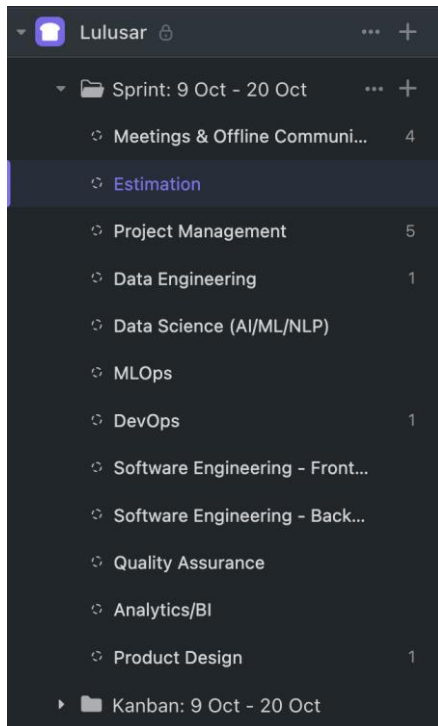 Lulusar
Sprint: 9 Oct - 20 Oct
Meetings & Offline Communi... 4
Estimation
Project Management 5
Data Engineering 1
Data Science (AI/ML/NLP)
MLOps
DevOps 1
Software Engineering - Front...
Software Engineering - Back...
Quality Assurance
Analytics/BI
Product Design 1
Kanban: 9 Oct - 20 Oct